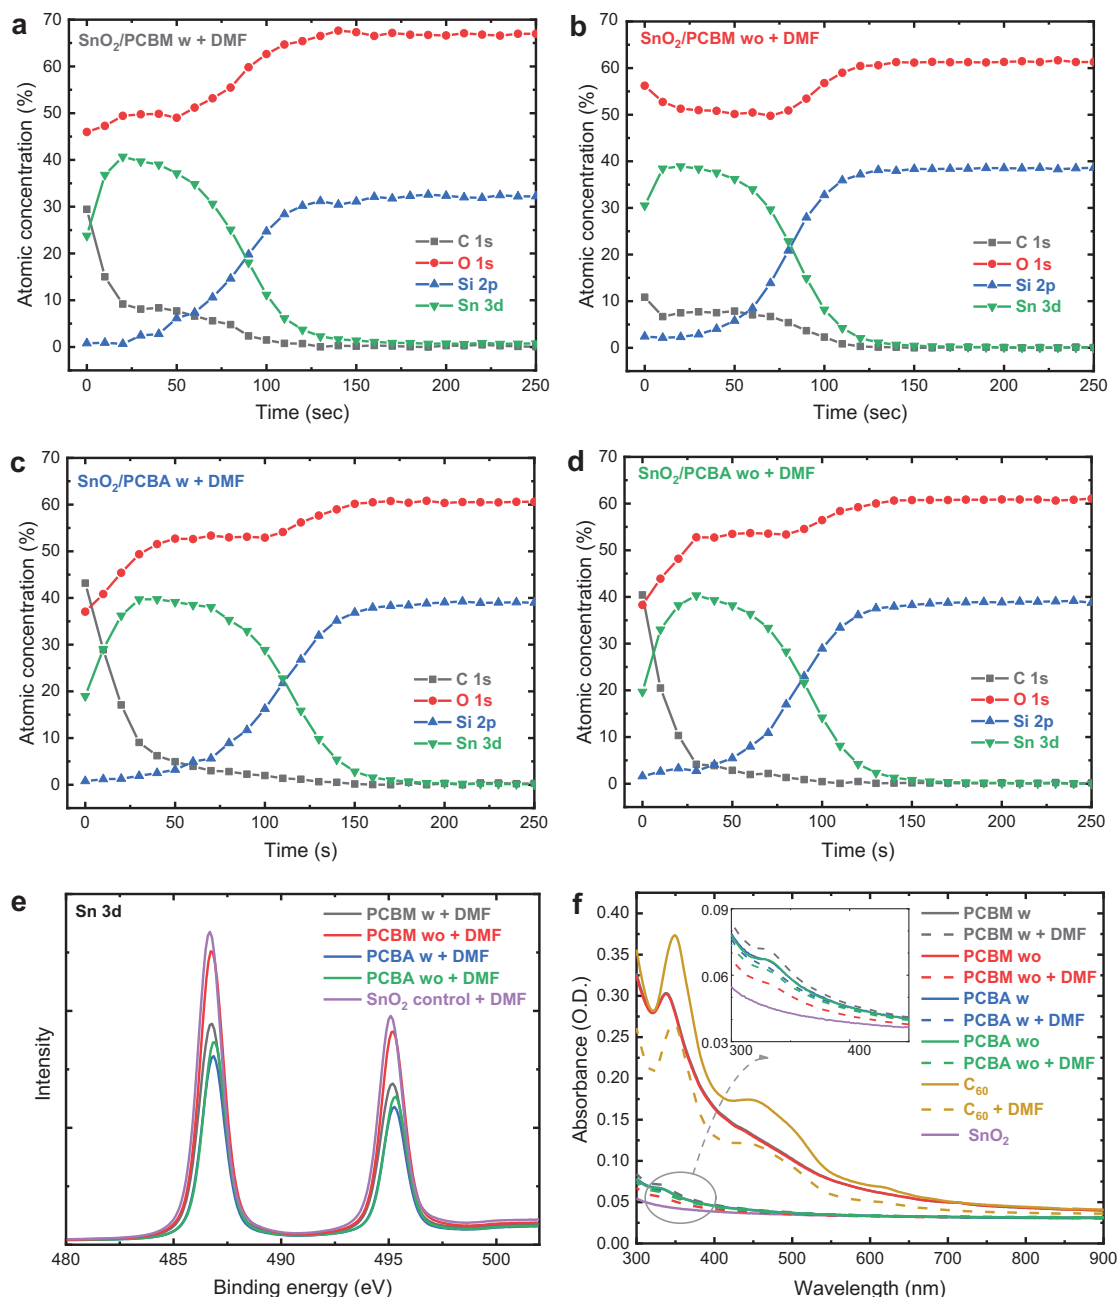 a
SnO2/PCBM w + DMF
Atomic concentration (%)
70
60
50
40
30
20
10
0
C 1s
O 1s
Si 2p
Sn 3d
0 50 100 150 200 250
Time (sec)
b
SnO2/PCBM wo + DMF
Atomic concentration (%)
70
60
50
40
30
20
10
0
C 1s
O 1s
Si 2p
Sn 3d
0 50 100 150 200 250
Time (sec)
c
SnO2/PCBA w + DMF
Atomic concentration (%)
70
60
50
40
30
20
10
0
C 1s
O 1s
Si 2p
Sn 3d
0 50 100 150 200 250
Time (s)
d
SnO2/PCBA wo + DMF
Atomic concentration (%)
70
60
50
40
30
20
10
0
C 1s
O 1s
Si 2p
Sn 3d
0 50 100 150 200 250
Time (s)
e
Sn 3d
Intensity
PCBM w + DMF
PCBM wo + DMF
PCBA w + DMF
PCBA wo + DMF
SnO2 control + DMF
480 485 490 495 500
Binding energy (eV)
f
Absorbance (O.D.)
0.40
0.35
0.30
0.25
0.20
0.15
0.10
0.05
0.00
0.09
0.06
0.03
300 400
PCBM w
PCBM w + DMF
PCBM wo
PCBM wo + DMF
PCBA w
PCBA w + DMF
PCBA wo
PCBA wo + DMF
C60
C60 + DMF
SnO2
300 400 500 600 700 800 900
Wavelength (nm)